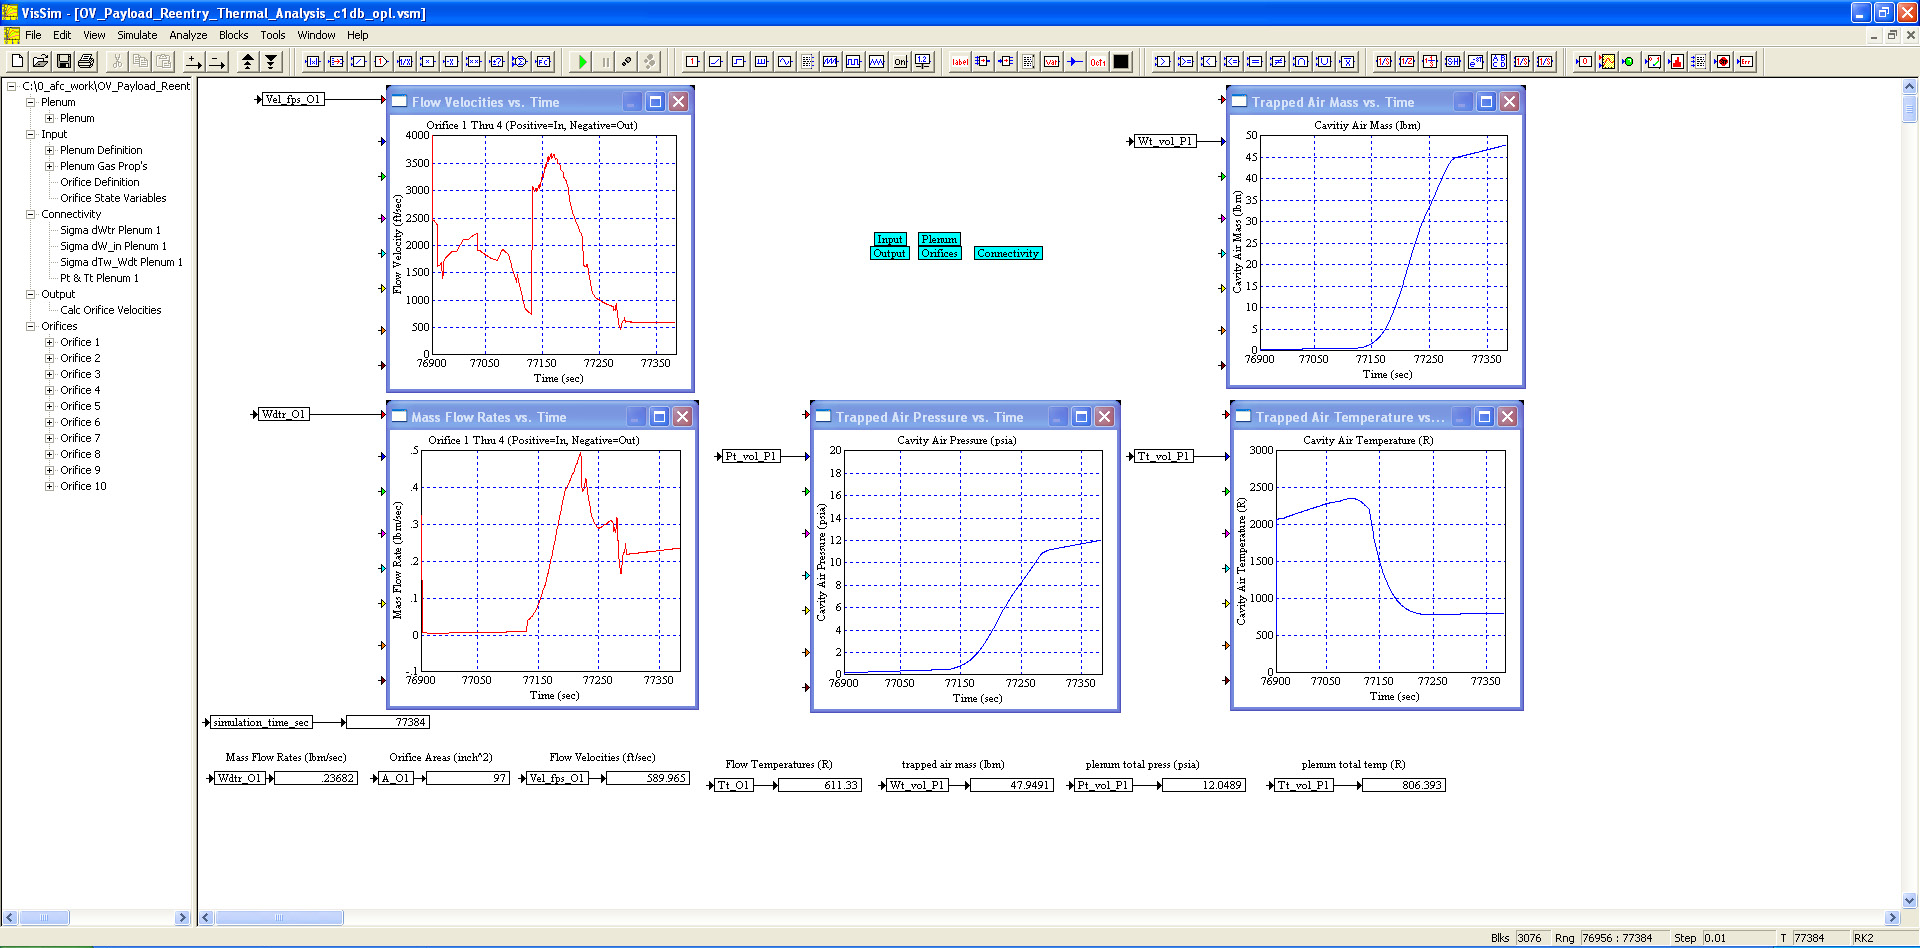 VisSim - [OV_Payload_Reentry_Thermal_Analysis_c1db_opl.vsm]
File Edit View Simulate Analyze Blocks Tools Window Help
C:\0_afc_work\OV_Payload_Reent
Plenum
Plenum
Input
Plenum Definition
Plenum Gas Prop's
Orifice Definition
Orifice State Variables
Connectivity
Sigma dWtr Plenum 1
Sigma dW_in Plenum 1
Sigma dTw_Wdt Plenum 1
Pt & Tt Plenum 1
Output
Calc Orifice Velocities
Orifices
Orifice 1
Orifice 2
Orifice 3
Orifice 4
Orifice 5
Orifice 6
Orifice 7
Orifice 8
Orifice 9
Orifice 10
Vel_fps_O1
Flow Velocities vs. Time
Orifice 1 Thru 4 (Positive=In, Negative=Out)
Flow Velocity (ft/sec)
4000
3500
3000
2500
2000
1500
1000
500
0
76900 77050 77150 77250 77350
Time (sec)
Input Plenum
Output Orifices Connectivity
Wt_vol_P1
Trapped Air Mass vs. Time
Cavitiy Air Mass (lbm)
Cavity Air Mass (lbm)
50
45
40
35
30
25
20
15
10
5
0
76900 77050 77150 77250 77350
Time (sec)
Wdtr_O1
Mass Flow Rates vs. Time
Orifice 1 Thru 4 (Positive=In, Negative=Out)
Mass Flow Rate (lbm/sec)
.5
.4
.3
.2
.1
0
-.1
76900 77050 77150 77250 77350
Time (sec)
Pt_vol_P1
Trapped Air Pressure vs. Time
Cavity Air Pressure (psia)
Cavity Air Pressure (psia)
20
18
16
14
12
10
8
6
4
2
0
76900 77050 77150 77250 77350
Time (sec)
Tt_vol_P1
Trapped Air Temperature vs...
Cavity Air Temperature (R)
Cavity Air Temperature (R)
3000
2500
2000
1500
1000
500
0
76900 77050 77150 77250 77350
Time (sec)
simulation_time_sec 77384
Mass Flow Rates (lbm/sec)
Wdtr_O1 .23682
Orifice Areas (inch^2)
A_O1 97
Flow Velocities (ft/sec)
Vel_fps_O1 589.965
Flow Temperatures (R)
Tt_O1 611.33
trapped air mass (lbm)
Wt_vol_P1 47.9491
plenum total press (psia)
Pt_vol_P1 12.0489
plenum total temp (R)
Tt_vol_P1 806.393
Blks 3076 Rng 76956 : 77384 Step 0.01 T 77384 RK2